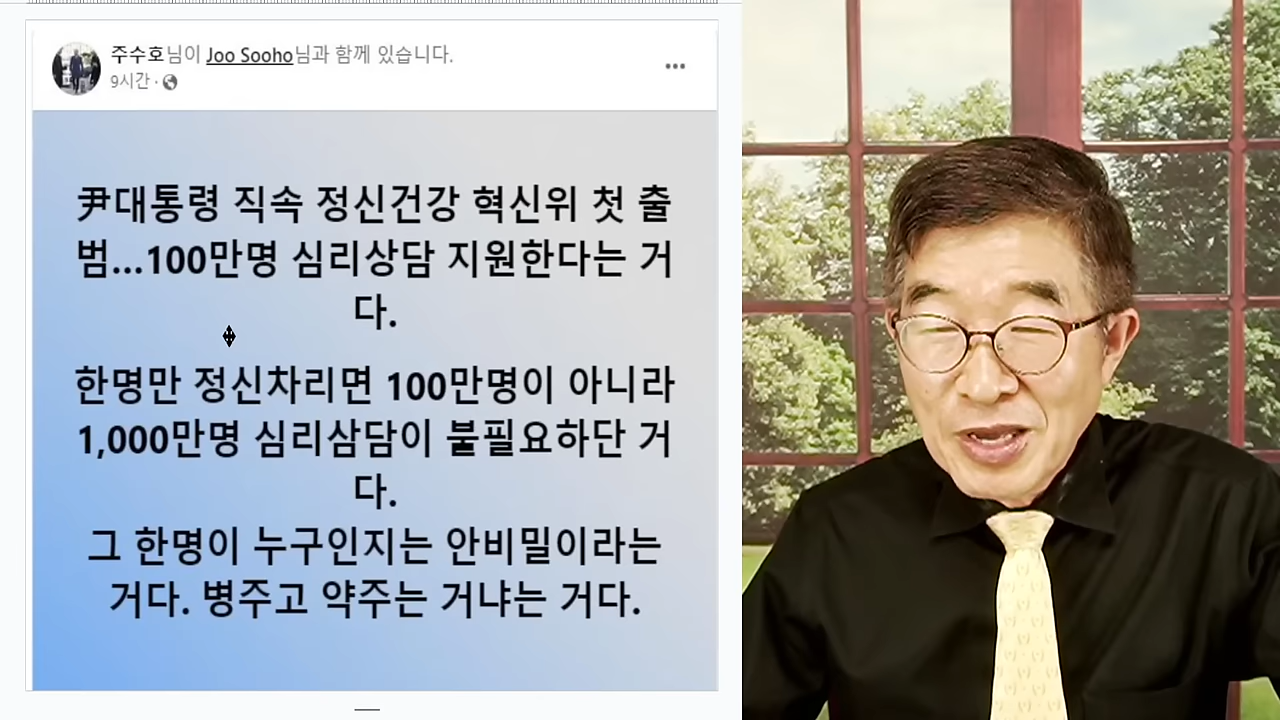 주수호님이 Joo Sooho님과 함께 있습니다.
9시간 ·
尹대통령 직속 정신건강 혁신위 첫 출
범...100만명 심리상담 지원한다는 거
다.
한명만 정신차리면 100만명이 아니라
1,000만명 심리삼담이 불필요하단 거
다.
그 한명이 누구인지는 안비밀이라는
거다. 병주고 약주는 거냐는 거다.